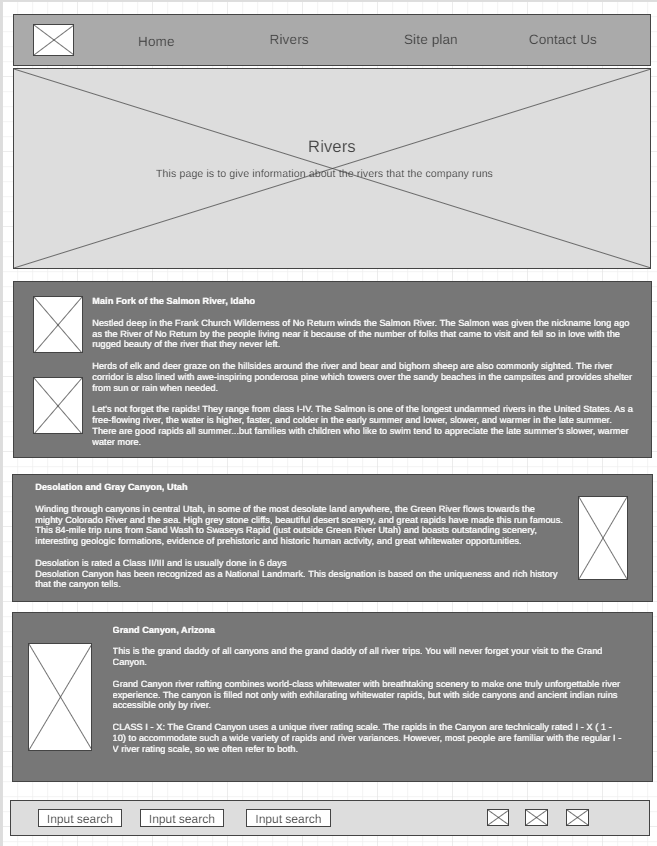 Home Rivers Site plan Contact Us
Rivers
This page is to give information about the rivers that the company runs
Main Fork of the Salmon River, Idaho
Nestled deep in the Frank Church Wilderness of No Return winds the Salmon River. The Salmon was given the nickname long ago
as the River of No Return by the people living near it because of the number of folks that came to visit and fell so in love with the
rugged beauty of the river that they never left.
Herds of elk and deer graze on the hillsides around the river and bear and bighorn sheep are also commonly sighted. The river
corridor is also lined with awe-inspiring ponderosa pine which towers over the sandy beaches in the campsites and provides shelter
from sun or rain when needed.
Let's not forget the rapids! They range from class I-IV. The Salmon is one of the longest undammed rivers in the United States. As a
free-flowing river, the water is higher, faster, and colder in the early summer and lower, slower, and warmer in the late summer.
There are good rapids all summer...but families with children who like to swim tend to appreciate the late summer's slower, warmer
water more.
Desolation and Gray Canyon, Utah
Winding through canyons in central Utah, in some of the most desolate land anywhere, the Green River flows towards the
mighty Colorado River and the sea. High grey stone cliffs, beautiful desert scenery, and great rapids have made this run famous.
This 84-mile trip runs from Sand Wash to Swaseys Rapid (just outside Green River Utah) and boasts outstanding scenery,
interesting geologic formations, evidence of prehistoric and historic human activity, and great whitewater opportunities.
Desolation is rated a Class II/III and is usually done in 6 days
Desolation Canyon has been recognized as a National Landmark. This designation is based on the uniqueness and rich history
that the canyon tells.
Grand Canyon, Arizona
This is the grand daddy of all canyons and the grand daddy of all river trips. You will never forget your visit to the Grand
Canyon.
Grand Canyon river rafting combines world-class whitewater with breathtaking scenery to make one truly unforgettable river
experience. The canyon is filled not only with exhilarating whitewater rapids, but with side canyons and ancient indian ruins
accessible only by river.
CLASS I - X: The Grand Canyon uses a unique river rating scale. The rapids in the Canyon are technically rated I - X ( 1 -
10) to accommodate such a wide variety of rapids and river variances. However, most people are familiar with the regular I -
V river rating scale, so we often refer to both.
Input search Input search Input search